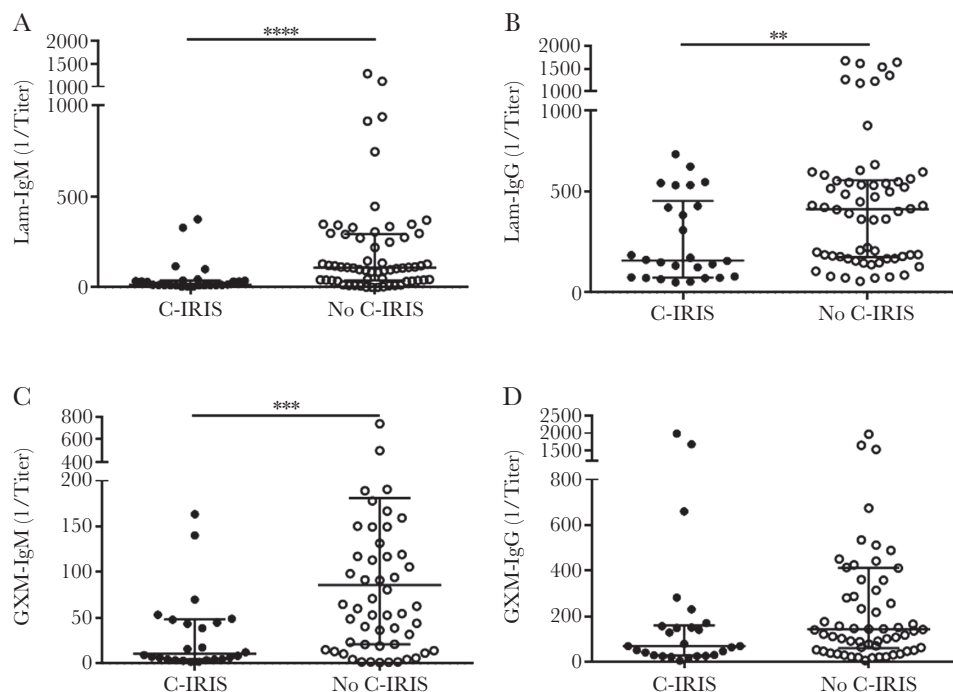 A
****
Lam-IgM (1/Titer)
2000
1500
1000
1000
500
0
C-IRIS No C-IRIS
B
**
Lam-IgG (1/Titer)
2000
1500
1000
1000
500
0
C-IRIS No C-IRIS
C
***
GXM-IgM (1/Titer)
800
600
400
200
150
100
50
0
C-IRIS No C-IRIS
D
GXM-IgG (1/Titer)
2500
2000
1500
800
600
400
200
0
C-IRIS No C-IRIS